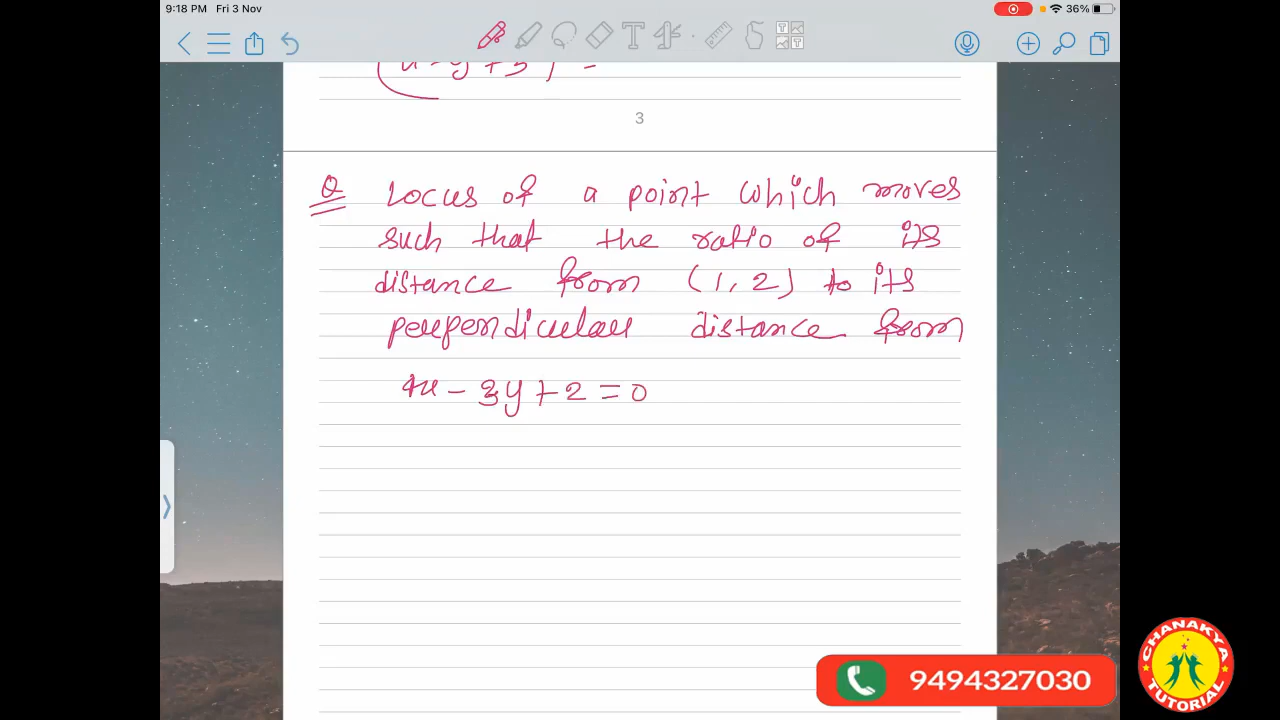 9:18 PM Fri 3 Nov
36%
3
Q Locus of a point which moves
such that the ratio of its
distance from (1, 2) to its
perpendicular distance from
4x - 3y + 2 = 0
9494327030
CHANAKYA
TUTORIAL